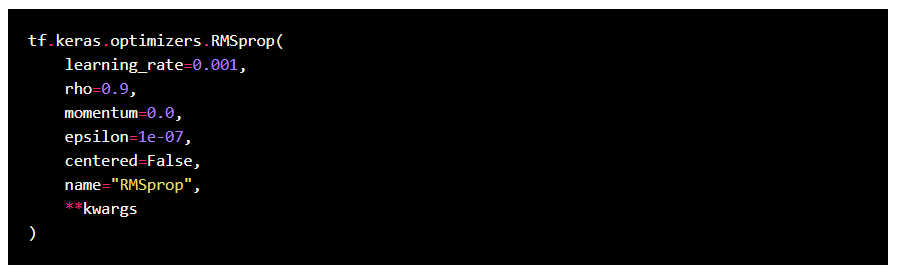 tf.keras.optimizers.RMSprop(
    learning_rate=0.001,
    rho=0.9,
    momentum=0.0,
    epsilon=1e-07,
    centered=False,
    name="RMSprop",
    **kwargs
)